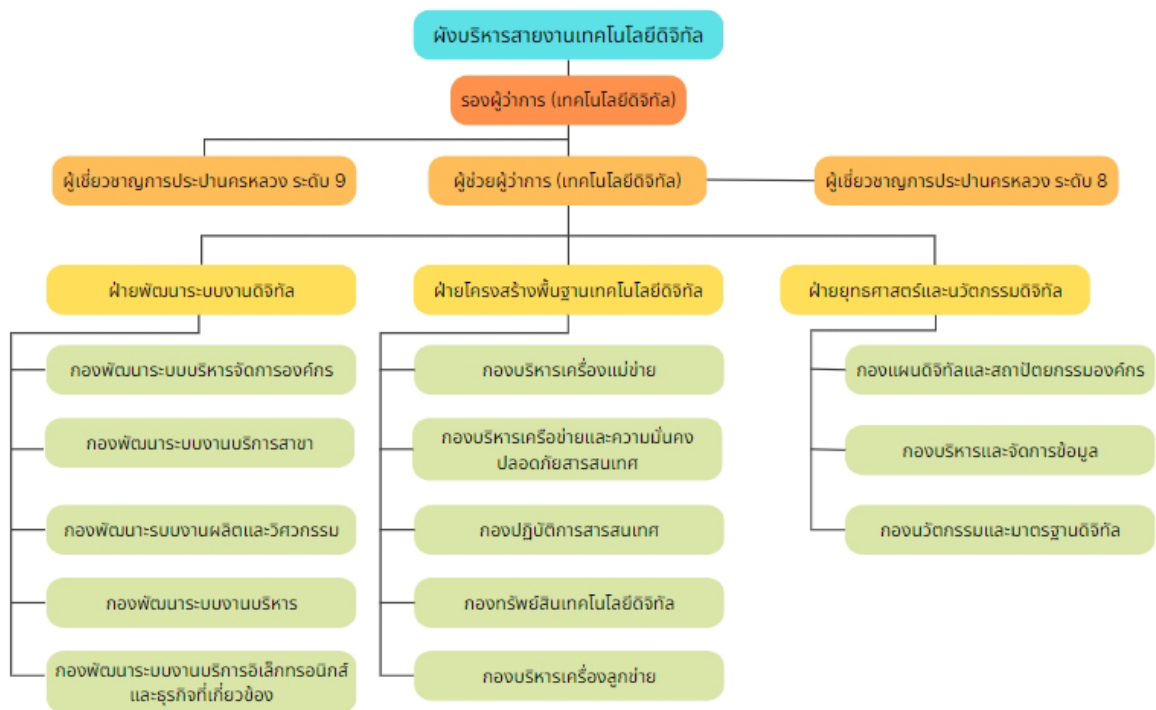 ผังบริหารสายงานเทคโนโลยีดิจิทัล
รองผู้ว่าการ (เทคโนโลยีดิจิทัล)
ผู้เชี่ยวชาญการประปานครหลวง ระดับ 9
ผู้ช่วยผู้ว่าการ (เทคโนโลยีดิจิทัล)
ผู้เชี่ยวชาญการประปานครหลวง ระดับ 8
ฝ่ายพัฒนาระบบงานดิจิทัล
กองพัฒนาระบบบริหารจัดการองค์กร
กองพัฒนาระบบงานบริการสาขา
กองพัฒนาะรบบงานผลิตและวิศวกรรม
กองพัฒนาระบบงานบริหาร
กองพัฒนาระบบงานบริการอิเล็กทรอนิกส์
และธุรกิจที่เกี่ยวข้อง
ฝ่ายโครงสร้างพื้นฐานเทคโนโลยีดิจิทัล
กองบริหารเครื่องแม่ข่าย
กองบริหารเครือข่ายและความมั่นคง
ปลอดภัยสารสนเทศ
กองปฏิบัติการสารสนเทศ
กองทรัพย์สินเทคโนโลยีดิจิทัล
กองบริหารเครื่องลูกข่าย
ฝ่ายยุทธศาสตร์และนวัตกรรมดิจิทัล
กองแผนดิจิทัลและสถาปัตยกรรมองค์กร
กองบริหารและจัดการข้อมูล
กองนวัตกรรมและมาตรฐานดิจิทัล